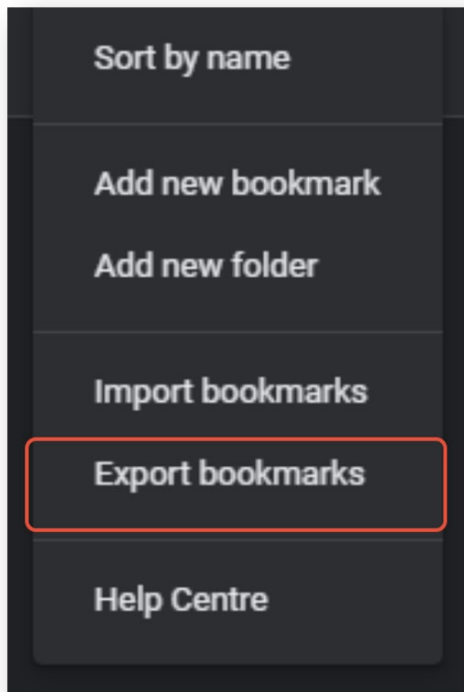 Sort by name
Add new bookmark
Add new folder
Import bookmarks
Export bookmarks
Help Centre